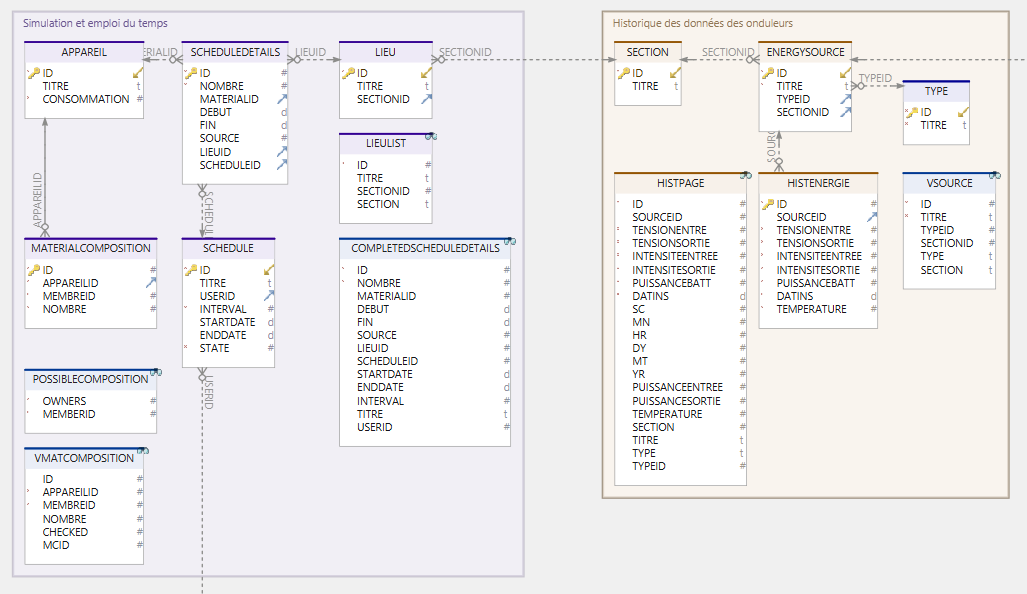 Simulation et emploi du temps
APPAREIL
ID
TITRE t
CONSOMMATION #
ERIALID
SCHEDULEDETAILS
ID #
NOMBRE #
MATERIALID
DEBUT d
FIN d
SOURCE #
LIEUID
SCHEDULEID
LIEUID
LIEU
ID
TITRE t
SECTIONID
SECTIONID
LIEULIST
ID #
TITRE t
SECTIONID #
SECTION t
APPAREILID
SCHEDUL
MATERIALCOMPOSITION
ID #
APPAREILID
MEMBREID #
NOMBRE #
SCHEDULE
ID
TITRE t
USERID
INTERVAL #
STARTDATE d
ENDDATE d
STATE #
USERID
COMPLETEDSCHEDULEDETAILS
ID #
NOMBRE #
MATERIALID #
DEBUT d
FIN d
SOURCE #
LIEUID #
SCHEDULEID #
STARTDATE d
ENDDATE d
INTERVAL #
TITRE t
USERID #
POSSIBLECOMPOSITION
OWNERS #
MEMBERID #
VMATCOMPOSITION
ID #
APPAREILID #
MEMBREID #
NOMBRE #
CHECKED #
MCID #
Historique des données des onduleurs
SECTION
ID
TITRE t
SECTIONID
ENERGYSOURCE
ID
TITRE t
TYPEID
SECTIONID
TYPEID
TYPE
ID
TITRE t
SOURC
HISTPAGE
ID #
SOURCEID #
TENSIONENTRE #
TENSIONSORTIE #
INTENSITEENTREE #
INTENSITESORTIE #
PUISSANCEBATT #
DATINS d
SC #
MN #
HR #
DY #
MT #
YR #
PUISSANCEENTREE #
PUISSANCESORTIE #
TEMPERATURE #
SECTION #
TITRE t
TYPE t
TYPEID #
HISTENERGIE
ID #
SOURCEID
TENSIONENTRE #
TENSIONSORTIE #
INTENSITEENTREE #
INTENSITESORTIE #
PUISSANCEBATT #
DATINS d
TEMPERATURE #
VSOURCE
ID #
TITRE t
TYPEID #
SECTIONID #
TYPE t
SECTION t